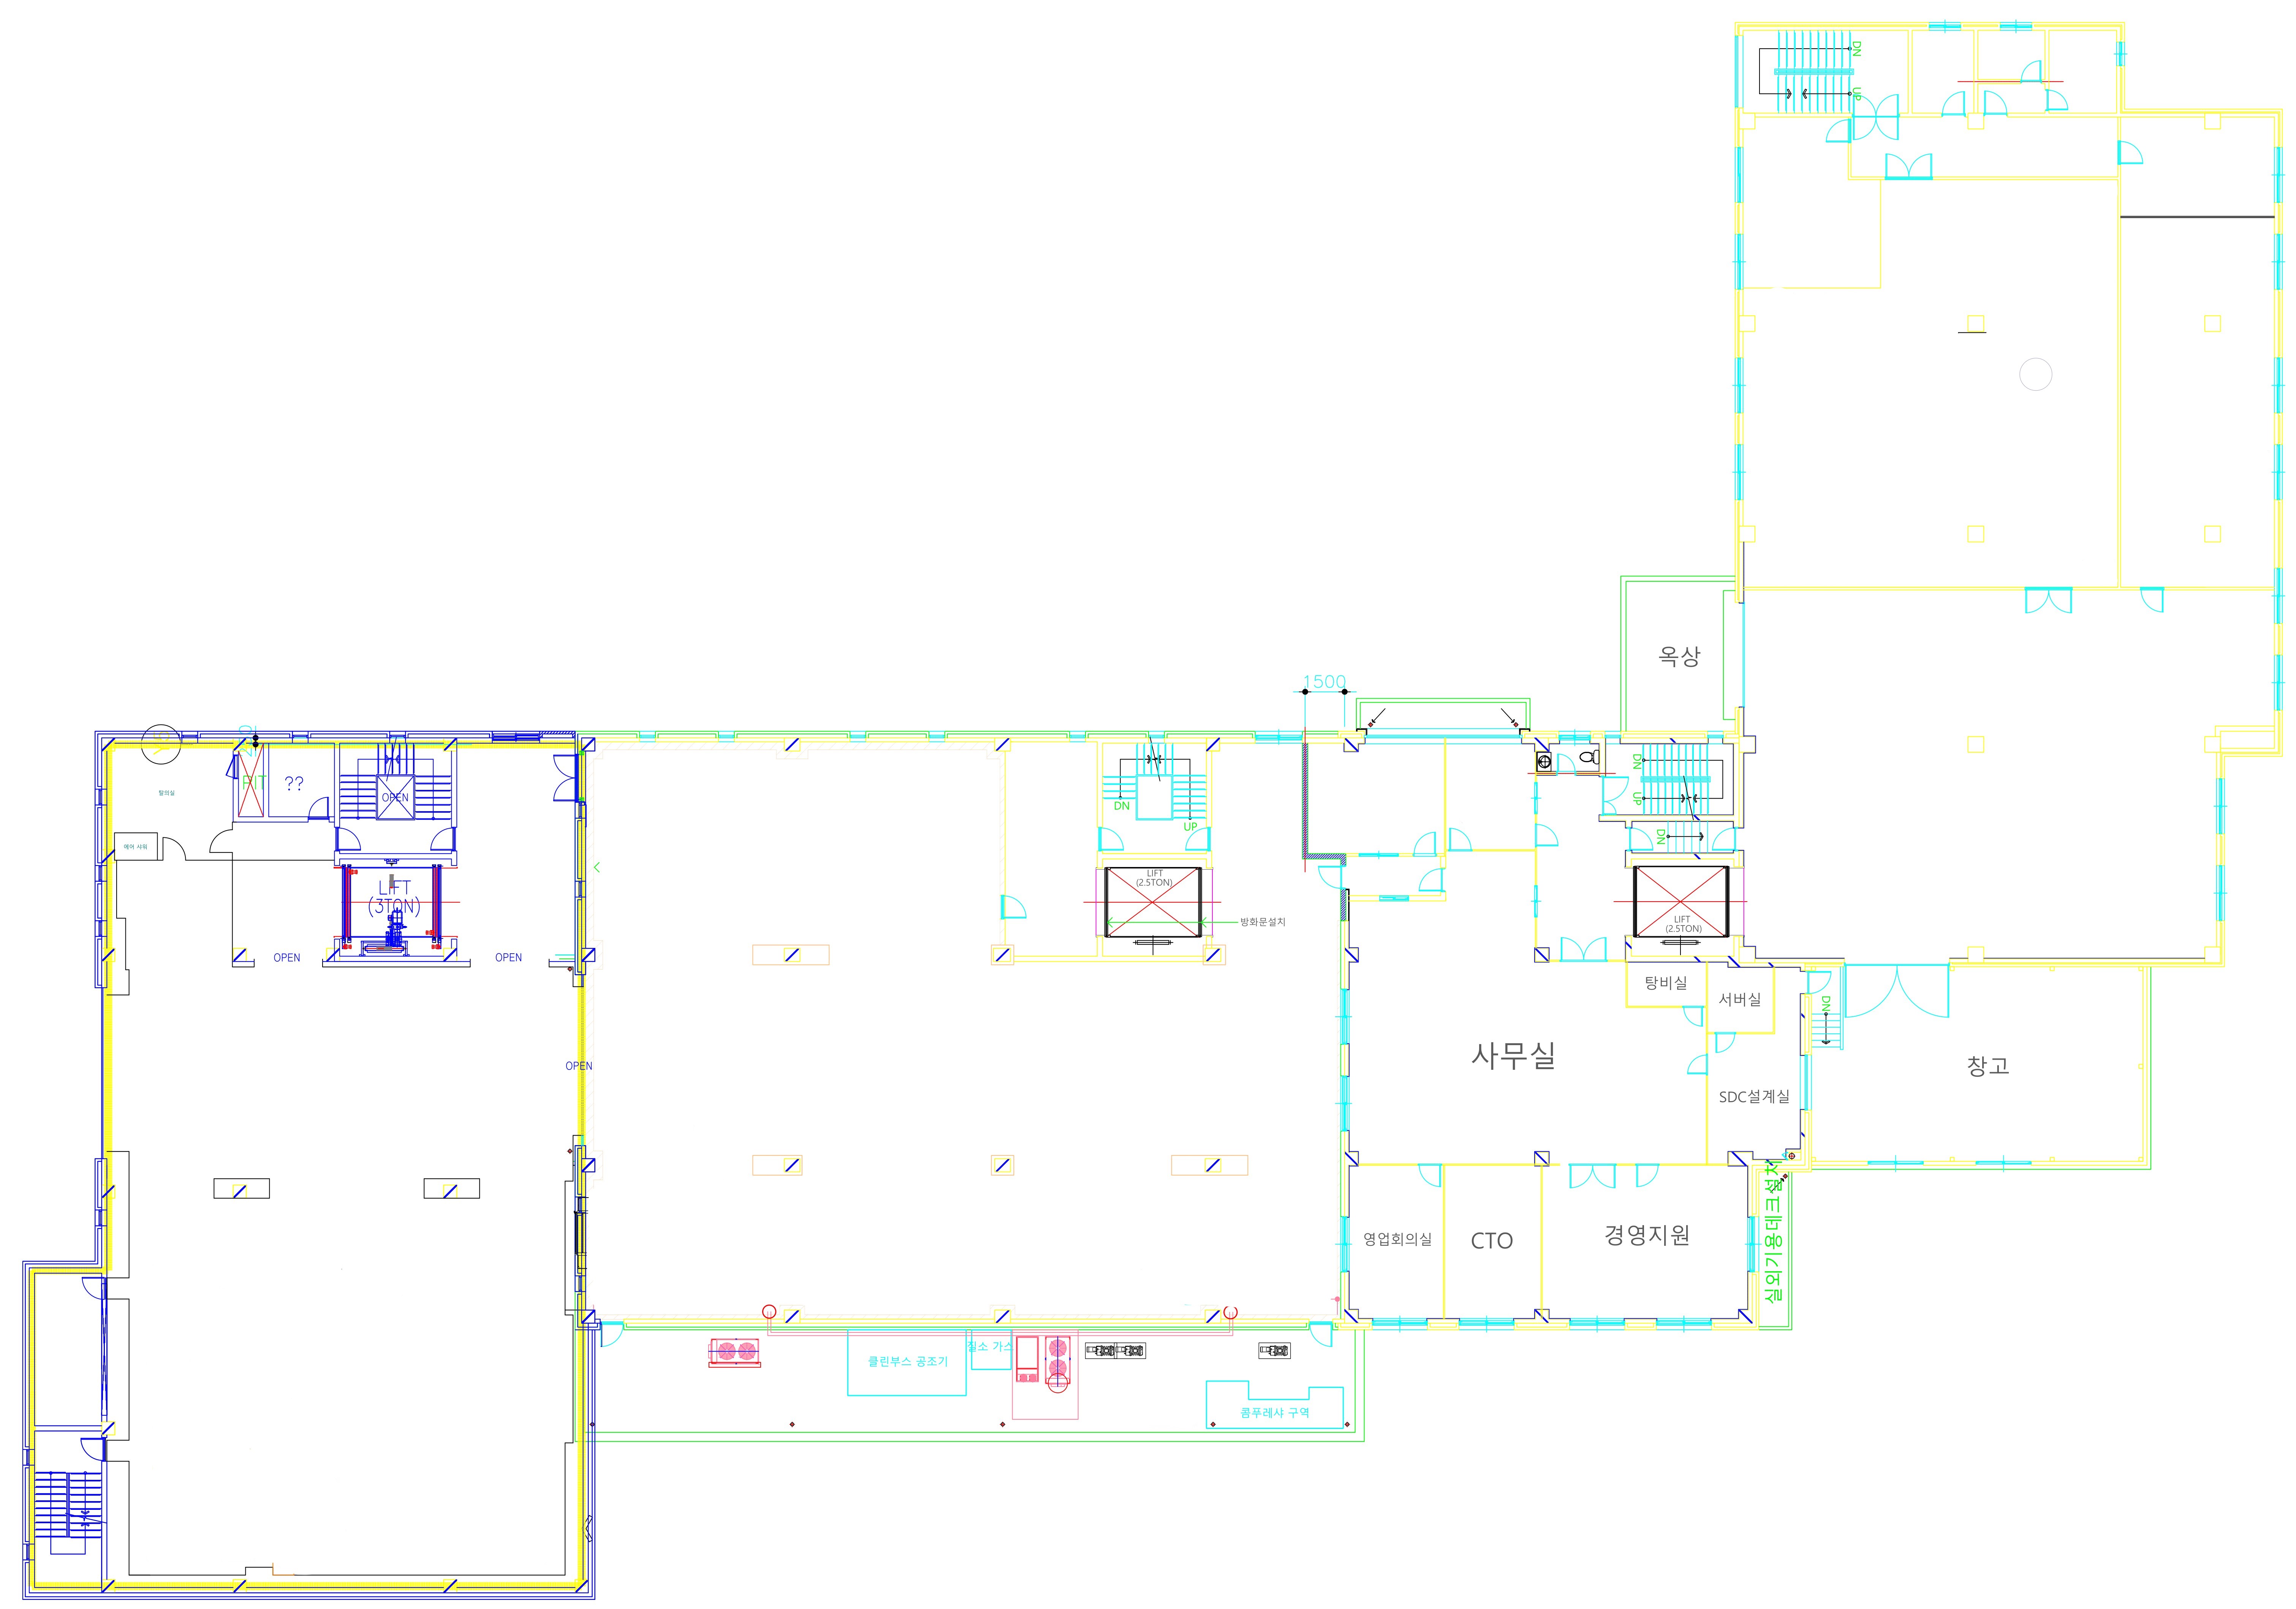 DN
UP
옥상
1500
PIT
??
OPEN
탈의실
에어 샤워
LIFT
(3TON)
OPEN
OPEN
OPEN
DN
UP
LIFT
(2.5TON)
방화문설치
DN
UP
DN
LIFT
(2.5TON)
탕비실
서버실
DN
사무실
창고
SDC설계실
영업회의실
CTO
경영지원
실외기용데크설치
클린부스 공조기
질소 가스
콤푸레샤 구역